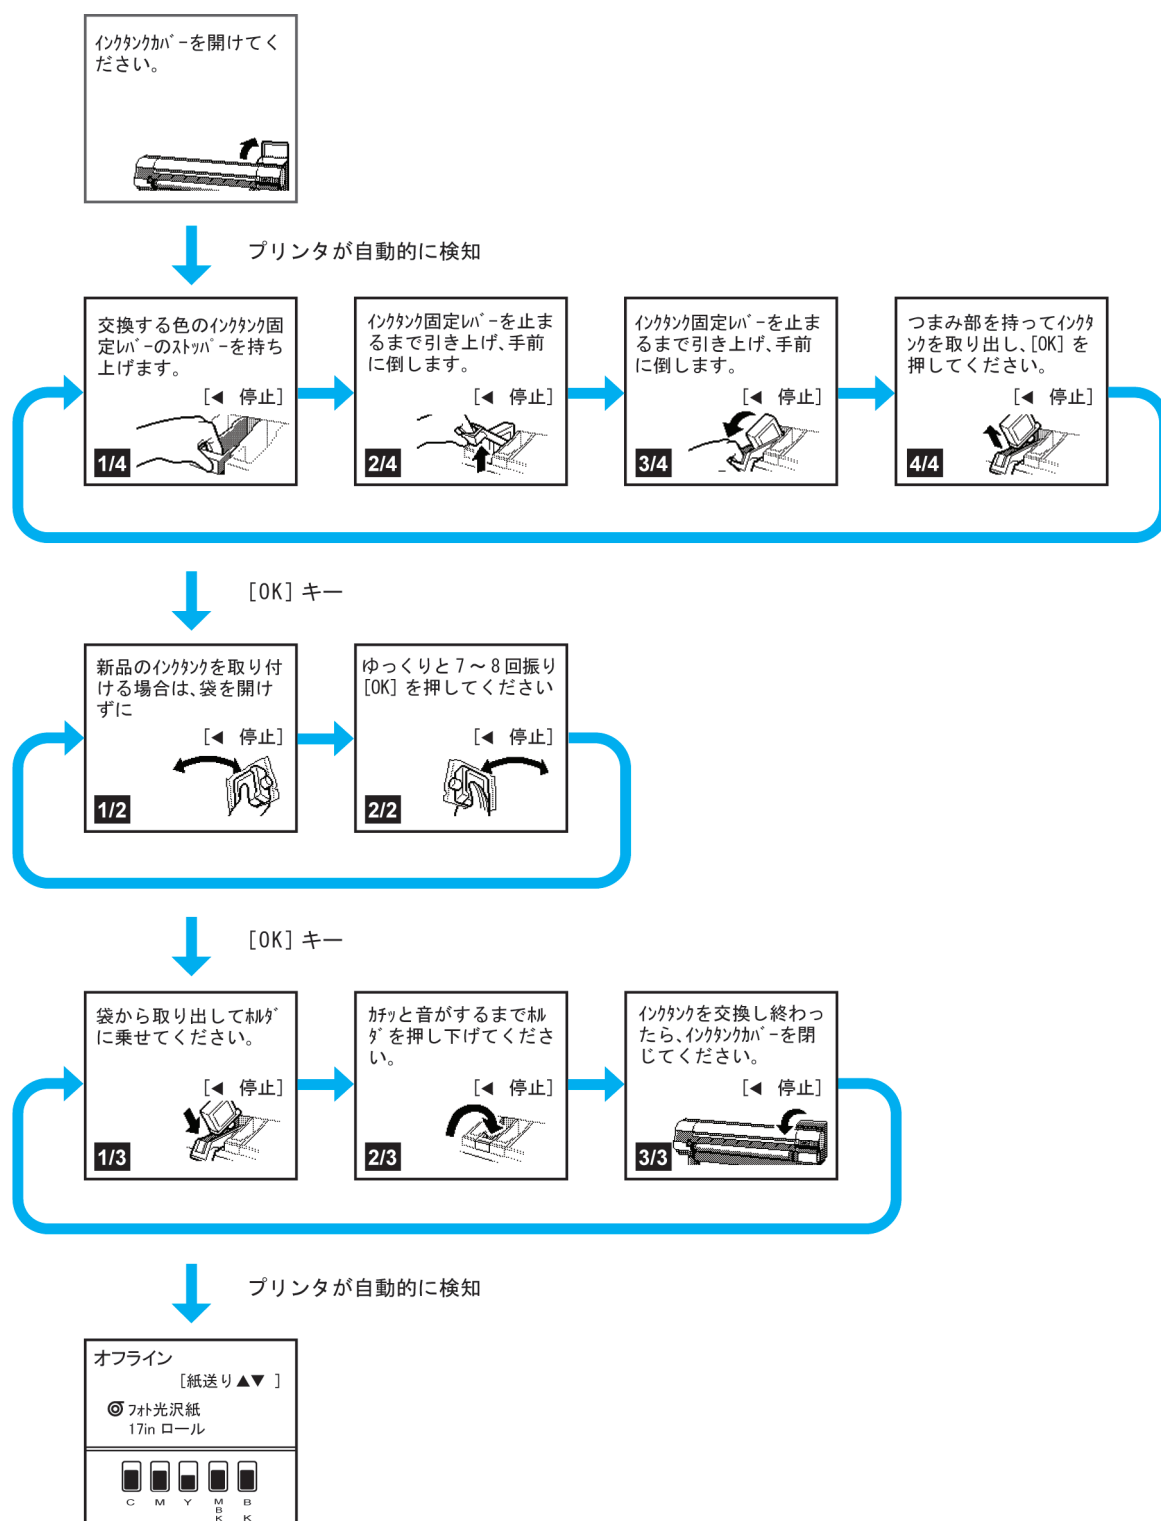 ｲﾝｸﾀﾝｸｶﾊﾞｰを開けてく
ださい。
プリンタが自動的に検知
交換する色のｲﾝｸﾀﾝｸ固
定ﾚﾊﾞｰのｽﾄｯﾊﾟｰを持ち
上げます。
[◀ 停止]
1/4
ｲﾝｸﾀﾝｸ固定ﾚﾊﾞｰを止ま
るまで引き上げ､手前
に倒します。
[◀ 停止]
2/4
ｲﾝｸﾀﾝｸ固定ﾚﾊﾞｰを止ま
るまで引き上げ､手前
に倒します。
[◀ 停止]
3/4
つまみ部を持ってｲﾝｸﾀ
ﾝｸを取り出し､[OK] を
押してください。
[◀ 停止]
4/4
[OK] キー
新品のｲﾝｸﾀﾝｸを取り付
ける場合は､袋を開け
ずに
[◀ 停止]
1/2
ゆっくりと7～8回振り
[OK] を押してください
[◀ 停止]
2/2
[OK] キー
袋から取り出してﾎﾙﾀﾞ
に乗せてください。
[◀ 停止]
1/3
ｶﾁｯと音がするまでﾎﾙ
ﾀﾞを押し下げてくださ
い。
[◀ 停止]
2/3
ｲﾝｸﾀﾝｸを交換し終わっ
たら､ｲﾝｸﾀﾝｸｶﾊﾞｰを閉
じてください。
[◀ 停止]
3/3
プリンタが自動的に検知
オフライン
[紙送り▲▼ ]
ﾌｫﾄ光沢紙
17in ロール
C M Y MBK BK